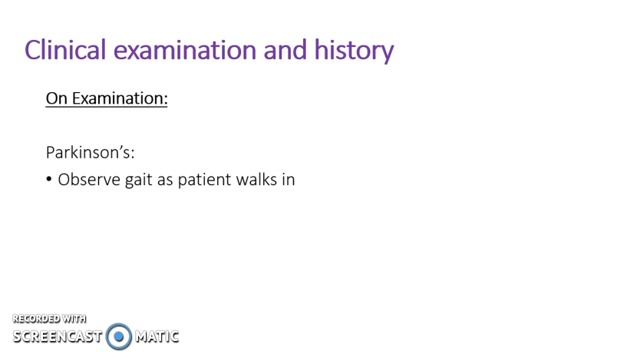 Clinical examination and history
On Examination:
Parkinson's:
• Observe gait as patient walks in
RECORDED WITH
SCREENCAST MATIC